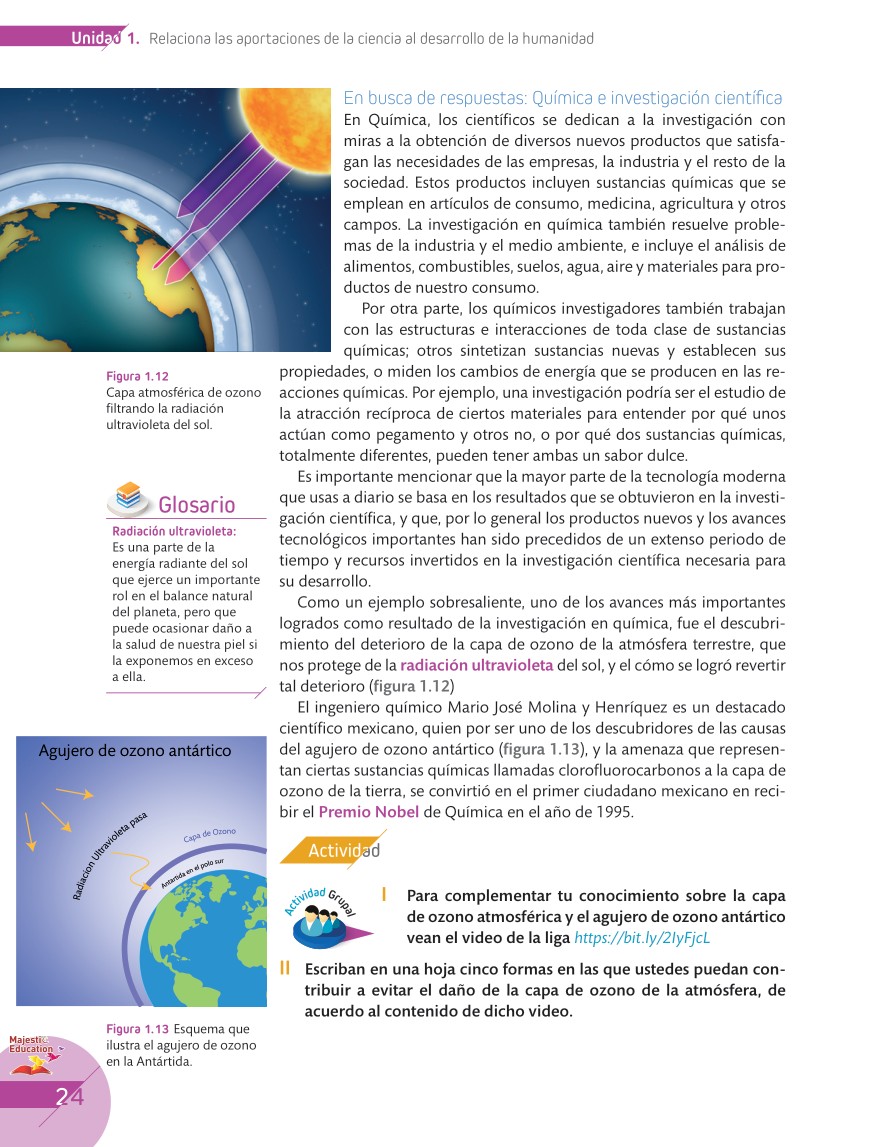 Unidad 1. Relaciona las aportaciones de la ciencia al desarrollo de la humanidad
En busca de respuestas: Química e investigación científica
En Química, los científicos se dedican a la investigación con
miras a la obtención de diversos nuevos productos que satisfa-
gan las necesidades de las empresas, la industria y el resto de la
sociedad. Estos productos incluyen sustancias químicas que se
emplean en artículos de consumo, medicina, agricultura y otros
campos. La investigación en química también resuelve proble-
mas de la industria y el medio ambiente, e incluye el análisis de
alimentos, combustibles, suelos, agua, aire y materiales para pro-
ductos de nuestro consumo.
Por otra parte, los químicos investigadores también trabajan
con las estructuras e interacciones de toda clase de sustancias
químicas; otros sintetizan sustancias nuevas y establecen sus
propiedades, o miden los cambios de energía que se producen en las re-
acciones químicas. Por ejemplo, una investigación podría ser el estudio de
la atracción recíproca de ciertos materiales para entender por qué unos
actúan como pegamento y otros no, o por qué dos sustancias químicas,
totalmente diferentes, pueden tener ambas un sabor dulce.
Es importante mencionar que la mayor parte de la tecnología moderna
que usas a diario se basa en los resultados que se obtuvieron en la investi-
gación científica, y que, por lo general los productos nuevos y los avances
tecnológicos importantes han sido precedidos de un extenso periodo de
tiempo y recursos invertidos en la investigación científica necesaria para
su desarrollo.
Como un ejemplo sobresaliente, uno de los avances más importantes
logrados como resultado de la investigación en química, fue el descubri-
miento del deterioro de la capa de ozono de la atmósfera terrestre, que
nos protege de la radiación ultravioleta del sol, y el cómo se logró revertir
tal deterioro (figura 1.12)
El ingeniero químico Mario José Molina y Henríquez es un destacado
científico mexicano, quien por ser uno de los descubridores de las causas
del agujero de ozono antártico (figura 1.13), y la amenaza que represen-
tan ciertas sustancias químicas llamadas clorofluorocarbonos a la capa de
ozono de la tierra, se convirtió en el primer ciudadano mexicano en reci-
bir el Premio Nobel de Química en el año de 1995.
Figura 1.12
Capa atmosférica de ozono
filtrando la radiación
ultravioleta del sol.
Glosario
Radiación ultravioleta:
Es una parte de la
energía radiante del sol
que ejerce un importante
rol en el balance natural
del planeta, pero que
puede ocasionar daño a
la salud de nuestra piel si
la exponemos en exceso
a ella.
Agujero de ozono antártico
Radiacion Ultravioleta pasa
Capa de Ozono
Antartida en el polo sur
Figura 1.13 Esquema que
ilustra el agujero de ozono
en la Antártida.
Actividad
Actividad Grupal
I Para complementar tu conocimiento sobre la capa
de ozono atmosférica y el agujero de ozono antártico
vean el video de la liga https://bit.ly/2IyFjcL
II Escriban en una hoja cinco formas en las que ustedes puedan con-
tribuir a evitar el daño de la capa de ozono de la atmósfera, de
acuerdo al contenido de dicho video.
Majestic
Education
24